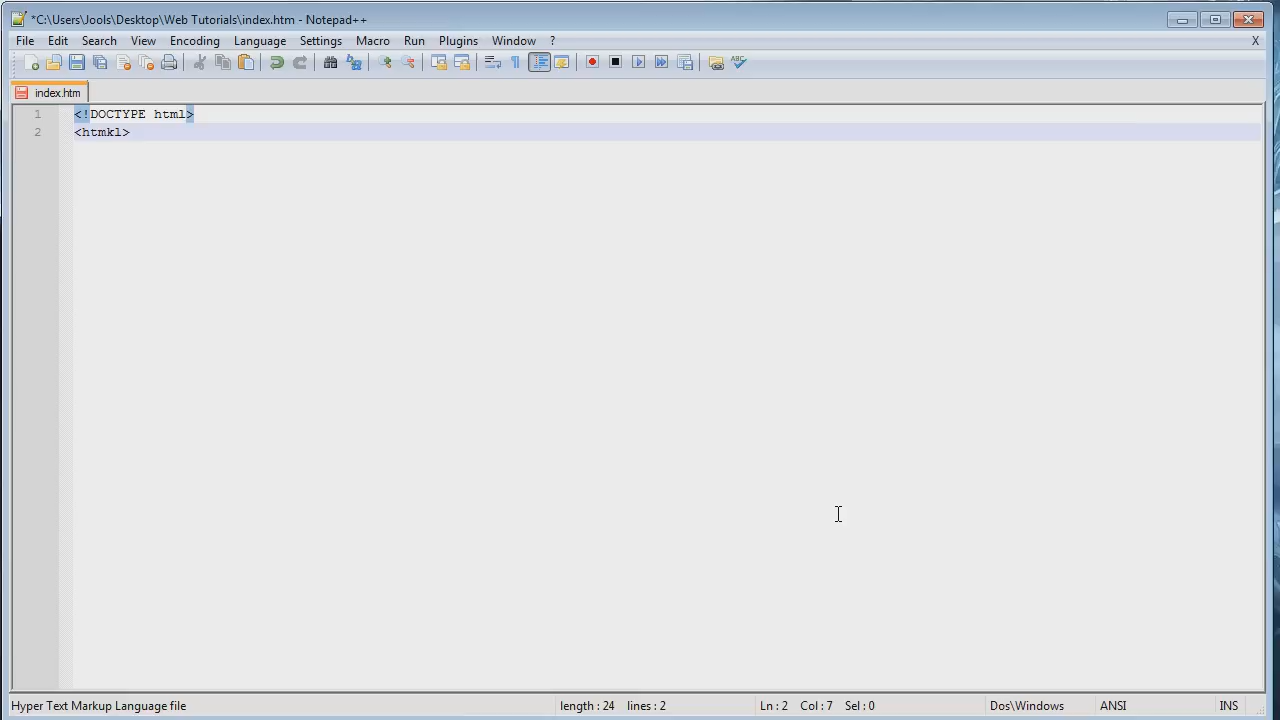 *C:\Users\Jools\Desktop\Web Tutorials\index.htm - Notepad++
File Edit Search View Encoding Language Settings Macro Run Plugins Window ? X
index.htm
1 <!DOCTYPE html>
2 <htmkl>
Hyper Text Markup Language file length : 24 lines : 2 Ln : 2 Col : 7 Sel : 0 Dos\Windows ANSI INS